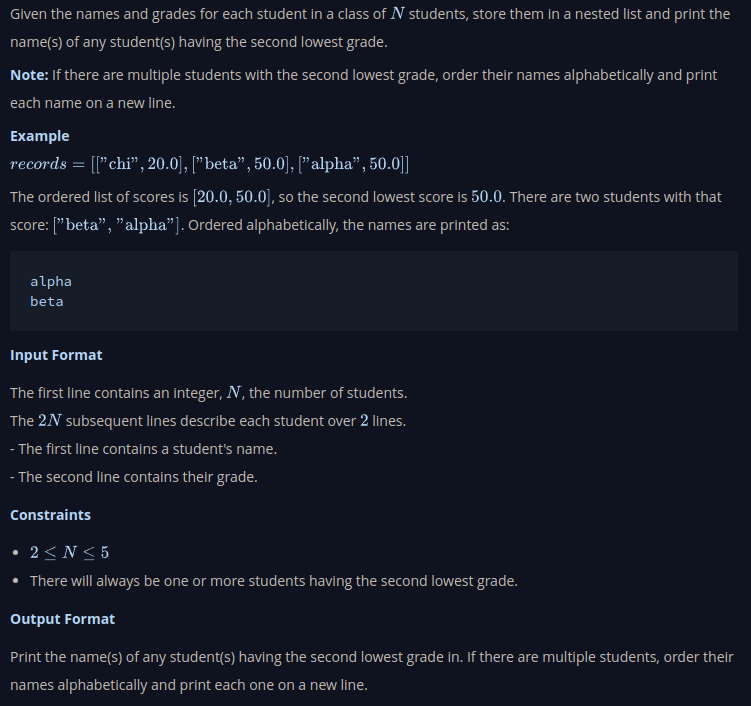 Given the names and grades for each student in a class of N students, store them in a nested list and print the
name(s) of any student(s) having the second lowest grade.
Note: If there are multiple students with the second lowest grade, order their names alphabetically and print
each name on a new line.
Example
records = [["chi", 20.0], ["beta", 50.0], ["alpha", 50.0]]
The ordered list of scores is [20.0, 50.0], so the second lowest score is 50.0. There are two students with that
score: ["beta", "alpha"]. Ordered alphabetically, the names are printed as:
alpha
beta
Input Format
The first line contains an integer, N, the number of students.
The 2N subsequent lines describe each student over 2 lines.
- The first line contains a student's name.
- The second line contains their grade.
Constraints
• 2 ≤ N ≤ 5
• There will always be one or more students having the second lowest grade.
Output Format
Print the name(s) of any student(s) having the second lowest grade in. If there are multiple students, order their
names alphabetically and print each one on a new line.